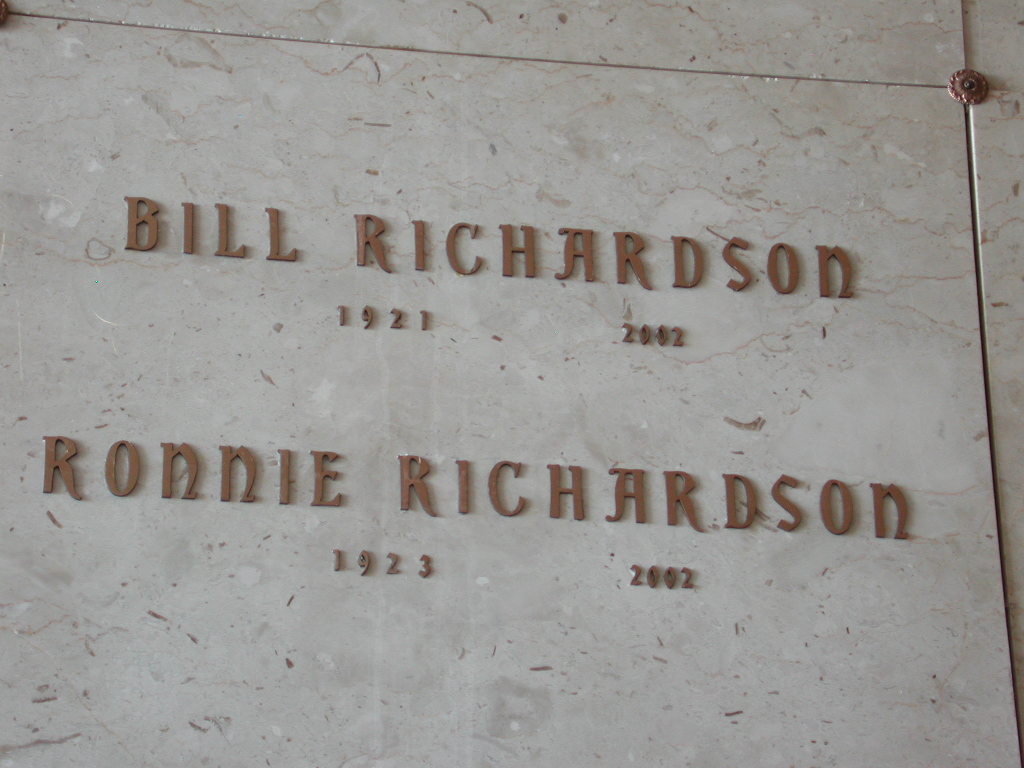 BILL RICHARDSON
1921 2002
RONNIE RICHARDSON
1923 2002